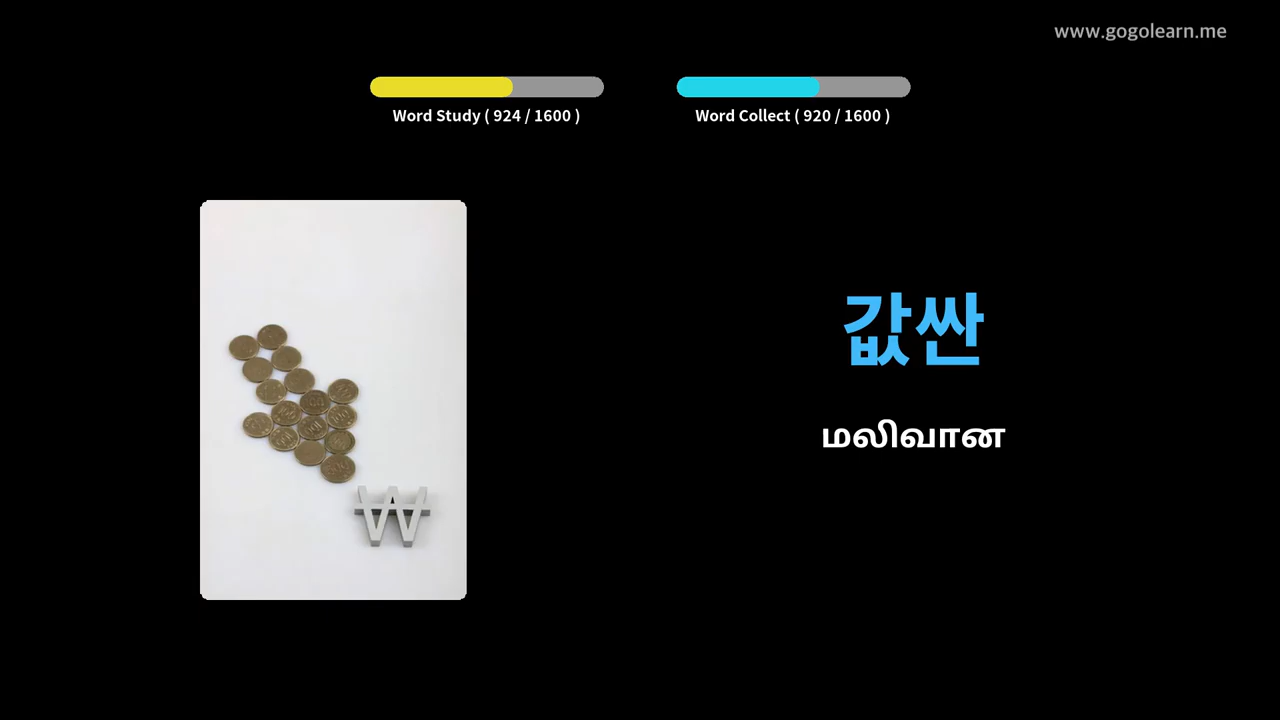 www.gogolearn.me
Word Study ( 924 / 1600 )
Word Collect ( 920 / 1600 )
값싼
மலிவான